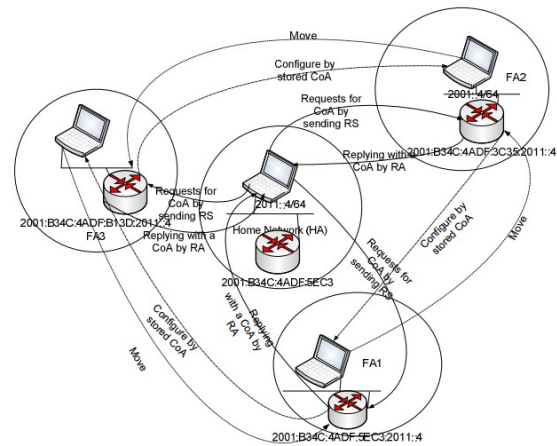 Move
FA2
Configure by
stored CoA
2001:.4/64
Requests for
CoA by
sending RS
2001:B34C:4ADF:3C35:2011::4
Replying with a
CoA by RA
Requests for
CoA by
sending RS
2011:.4/64
2001:B34C:4ADF:B13D:2011::4
FA3
Replying with a
CoA by RA
Home Network (HA)
2001:B34C:4ADF:5EC3
Requests for
CoA by
sending RS
Configure by
stored CoA
Move
Replying
with a CoA by
RA
Configure by
stored CoA
Move
FA1
2001:B34C:4ADF:5EC3:2011::4